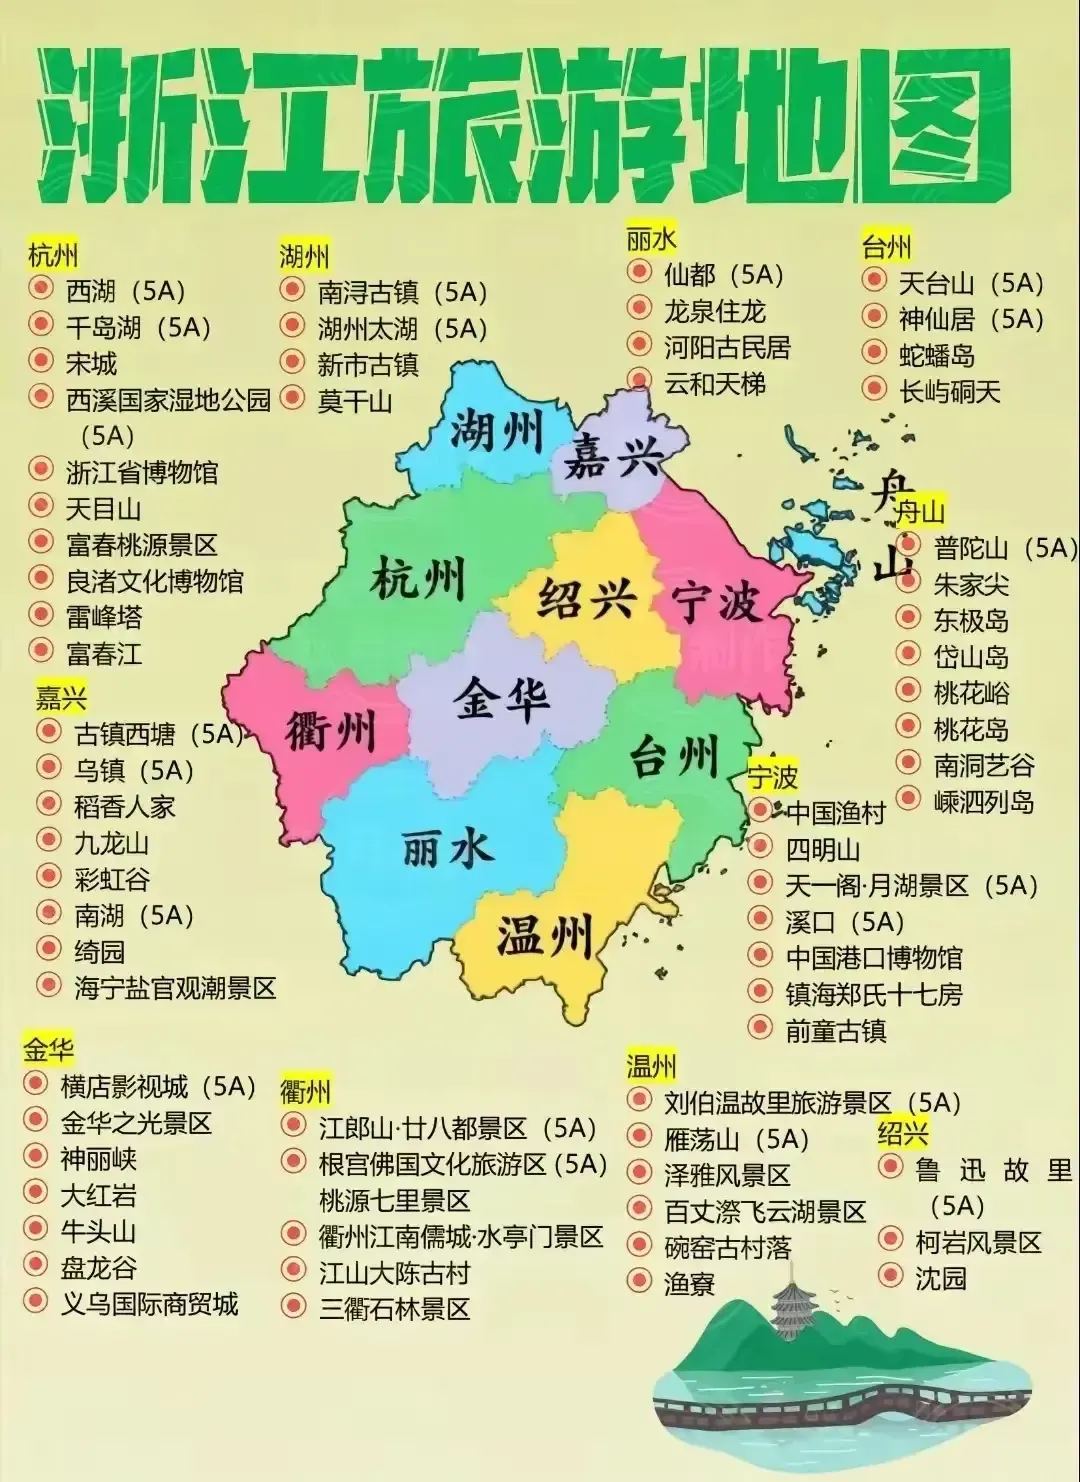 浙江旅游地图
杭州
西湖（5A）
千岛湖（5A）
宋城
西溪国家湿地公园
（5A）
浙江省博物馆
天目山
富春桃源景区
良渚文化博物馆
雷峰塔
富春江
湖州
南浔古镇（5A）
湖州太湖（5A）
新市古镇
莫干山
丽水
仙都（5A）
龙泉住龙
河阳古民居
云和天梯
台州
天台山（5A）
神仙居（5A）
蛇蟠岛
长屿硐天
湖州
嘉兴
杭州
绍兴
宁波
舟山
衢州
金华
台州
丽水
温州
舟山
普陀山（5A）
朱家尖
东极岛
岱山岛
桃花峪
桃花岛
南洞艺谷
嵊泗列岛
嘉兴
古镇西塘（5A）
乌镇（5A）
稻香人家
九龙山
彩虹谷
南湖（5A）
绮园
海宁盐官观潮景区
宁波
中国渔村
四明山
天一阁·月湖景区（5A）
溪口（5A）
中国港口博物馆
镇海郑氏十七房
前童古镇
金华
横店影视城（5A）
金华之光景区
神丽峡
大红岩
牛头山
盘龙谷
义乌国际商贸城
衢州
江郎山·廿八都景区（5A）
根宫佛国文化旅游区（5A）
桃源七里景区
衢州江南儒城·水亭门景区
江山大陈古村
三衢石林景区
温州
刘伯温故里旅游景区（5A）
雁荡山（5A）
泽雅风景区
百丈漈飞云湖景区
碗窑古村落
渔寮
绍兴
鲁迅故里
（5A）
柯岩风景区
沈园